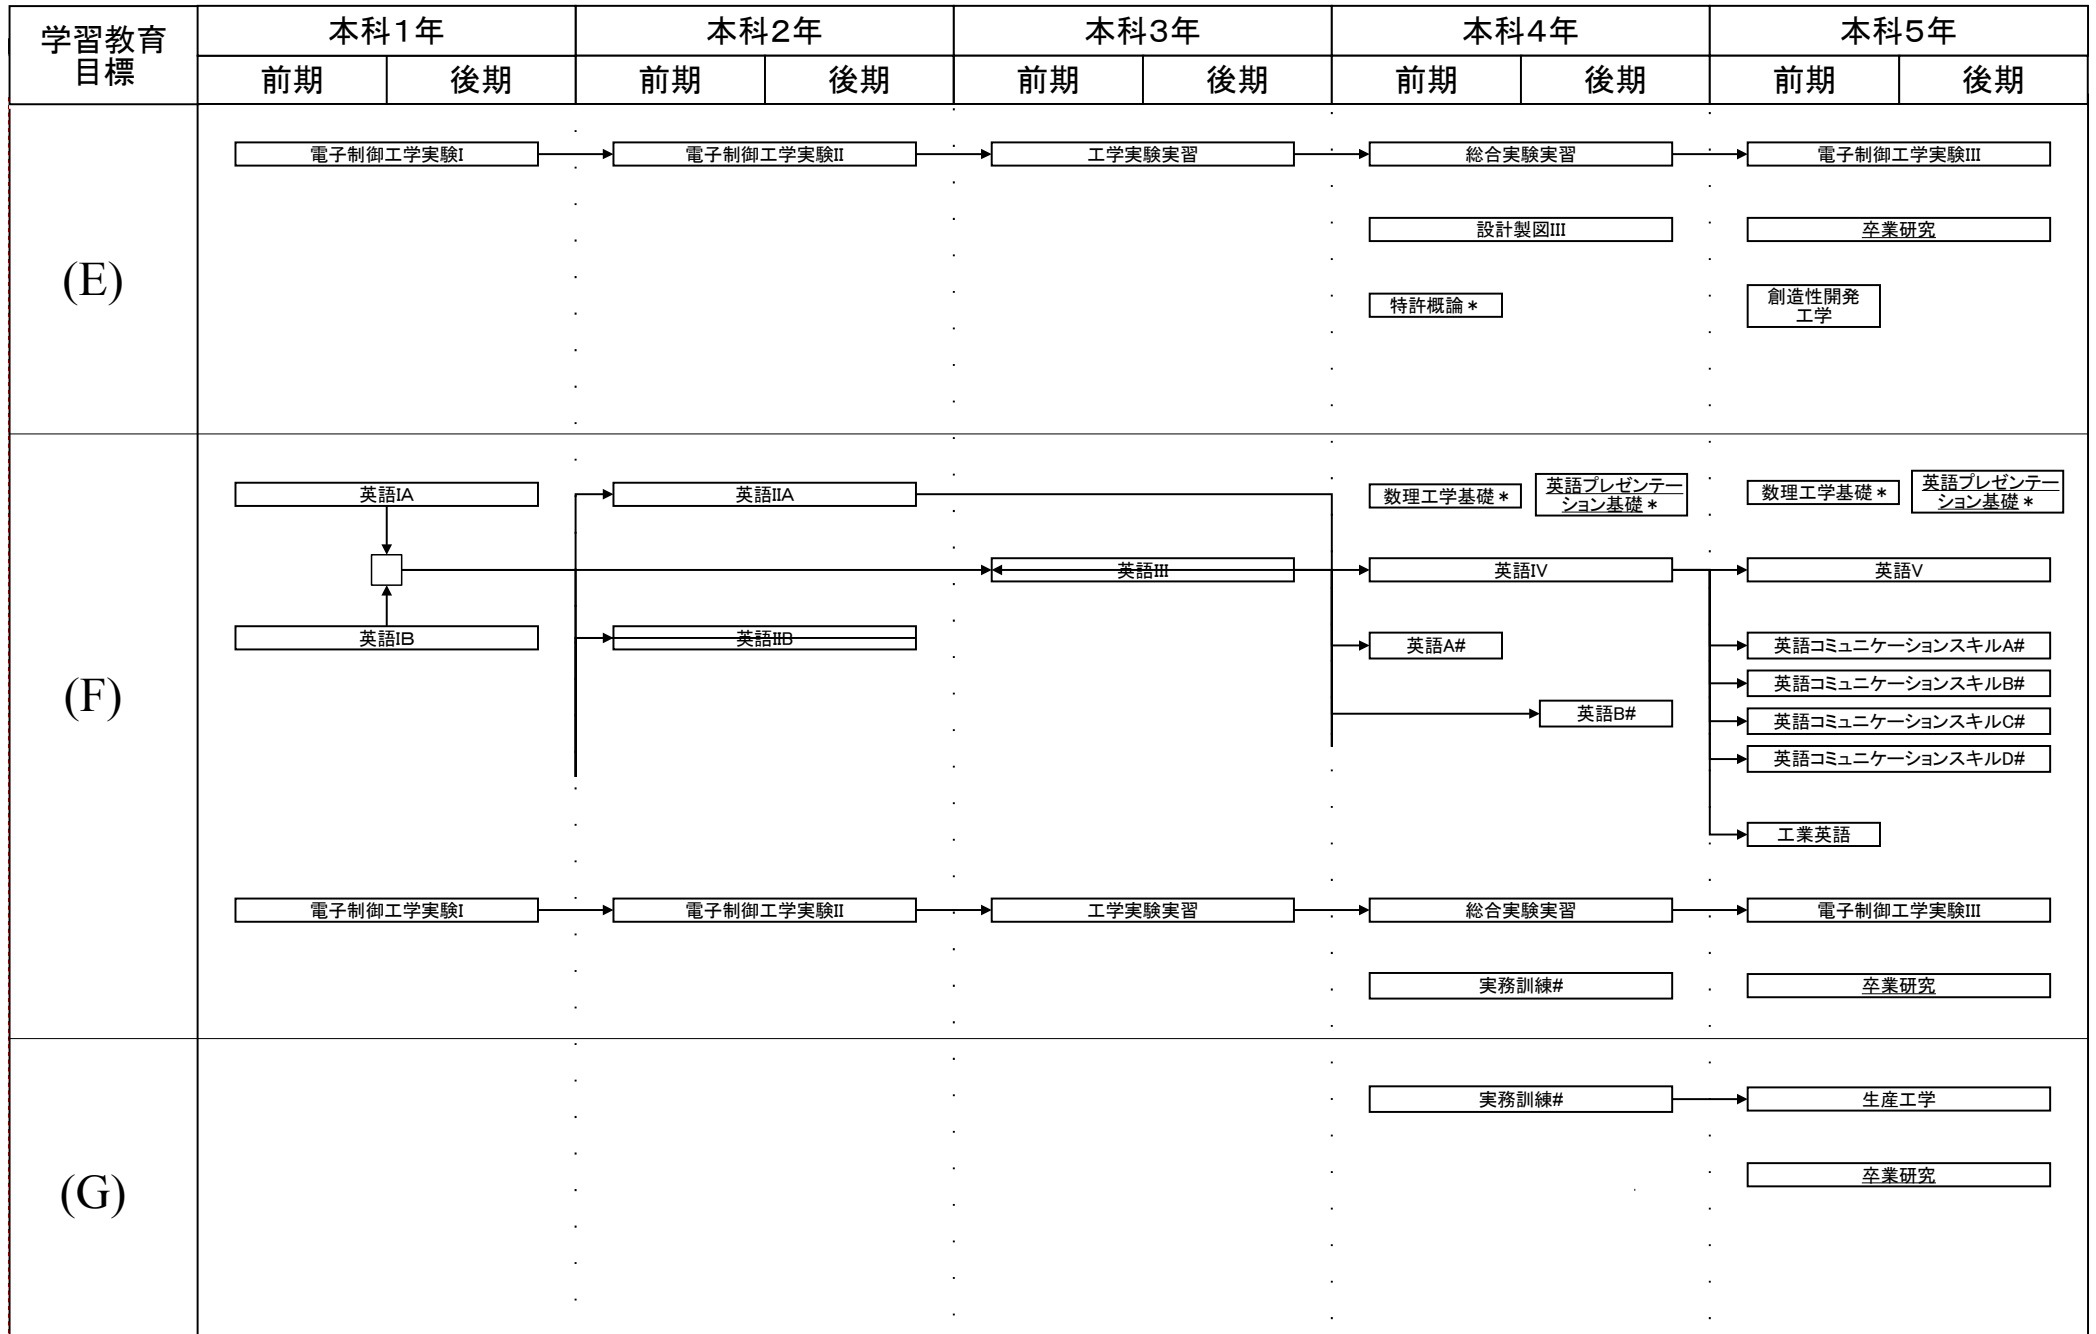 学習教育
目標
本科1年
本科2年
本科3年
本科4年
本科5年
前期
後期
前期
後期
前期
後期
前期
後期
前期
後期
(E)
電子制御工学実験I
電子制御工学実験II
工学実験実習
総合実験実習
電子制御工学実験III
設計製図III
卒業研究
特許概論*
創造性開発
工学
(F)
英語IA
英語IIA
数理工学基礎*
英語プレゼンテー
ション基礎*
数理工学基礎*
英語プレゼンテー
ション基礎*
英語III
英語IV
英語V
英語IB
英語IIB
英語A#
英語コミュニケーションスキルA#
英語コミュニケーションスキルB#
英語B#
英語コミュニケーションスキルC#
英語コミュニケーションスキルD#
工業英語
電子制御工学実験I
電子制御工学実験II
工学実験実習
総合実験実習
電子制御工学実験III
実務訓練#
卒業研究
(G)
実務訓練#
生産工学
卒業研究